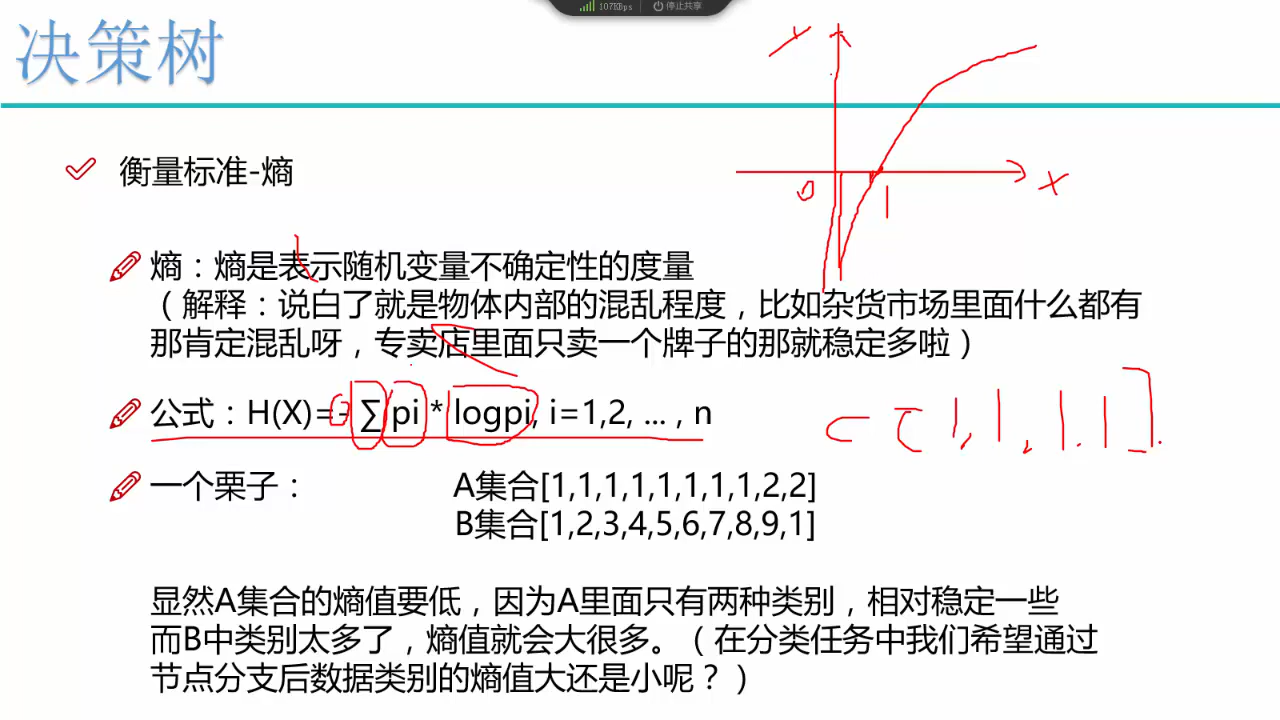 107KBps 停止共享
决策树
衡量标准-熵
熵：熵是表示随机变量不确定性的度量
（解释：说白了就是物体内部的混乱程度，比如杂货市场里面什么都有
那肯定混乱呀，专卖店里面只卖一个牌子的那就稳定多啦）
公式：H(X)=- ∑ pi * logpi, i=1,2, ... , n
一个栗子：
A集合[1,1,1,1,1,1,1,1,2,2]
B集合[1,2,3,4,5,6,7,8,9,1]
显然A集合的熵值要低，因为A里面只有两种类别，相对稳定一些
而B中类别太多了，熵值就会大很多。（在分类任务中我们希望通过
节点分支后数据类别的熵值大还是小呢？）
y
0
1
x
C [1,1,1.1].